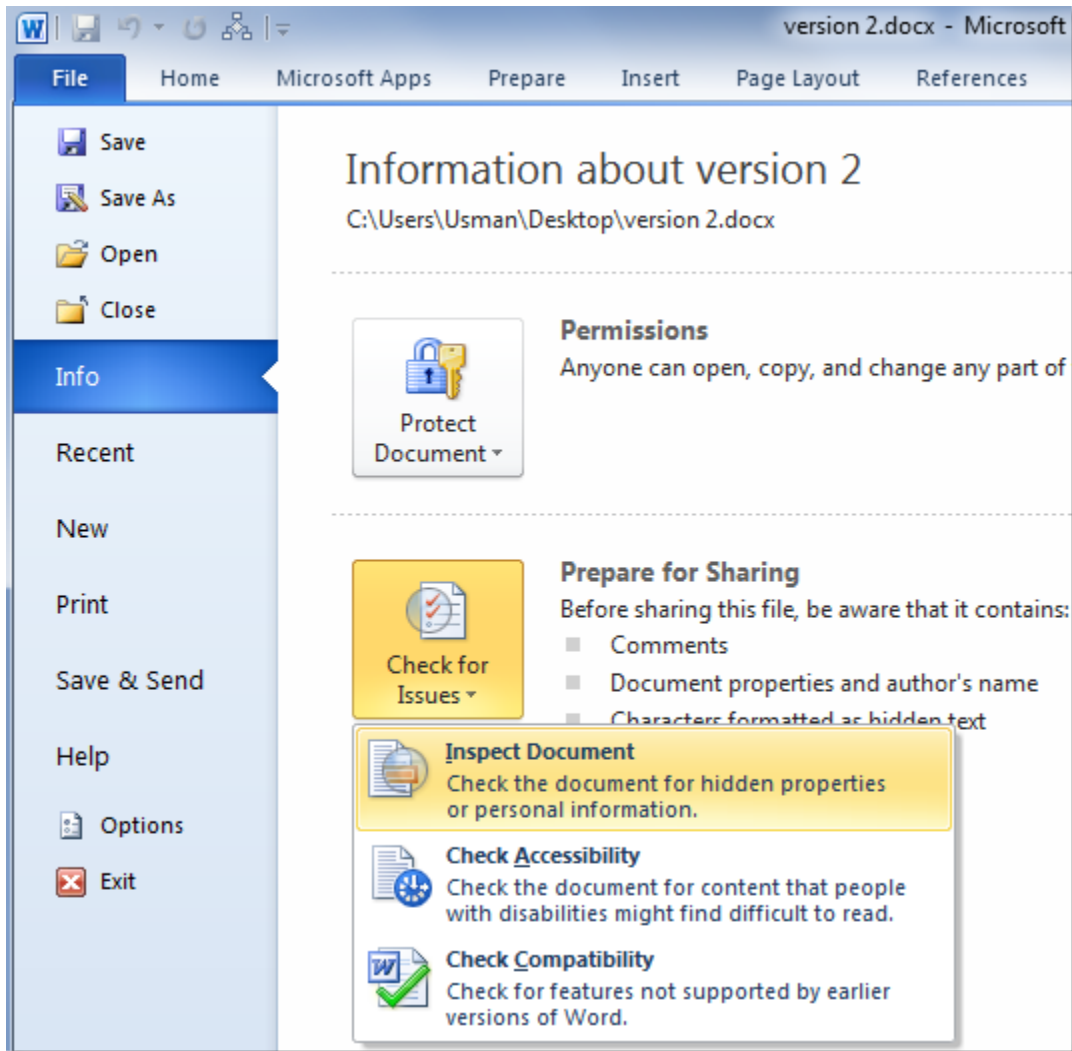 version 2.docx - Microsoft
File Home Microsoft Apps Prepare Insert Page Layout References
Save
Save As
Open
Close
Info
Recent
New
Print
Save & Send
Help
Options
Exit
Information about version 2
C:\Users\Usman\Desktop\version 2.docx
Protect
Document
Permissions
Anyone can open, copy, and change any part of
Check for
Issues
Prepare for Sharing
Before sharing this file, be aware that it contains:
Comments
Document properties and author's name
Characters formatted as hidden text
Inspect Document
Check the document for hidden properties
or personal information.
Check Accessibility
Check the document for content that people
with disabilities might find difficult to read.
Check Compatibility
Check for features not supported by earlier
versions of Word.